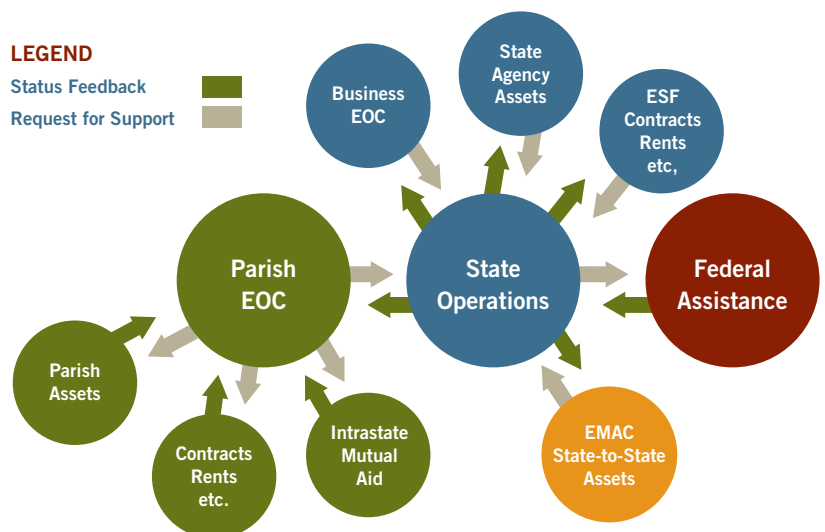 LEGEND
Status Feedback
Request for Support
Business
EOC
State
Agency
Assets
ESF
Contracts
Rents
etc,
Parish
EOC
State
Operations
Federal
Assistance
Parish
Assets
Contracts
Rents
etc.
Intrastate
Mutual
Aid
EMAC
State-to-State
Assets